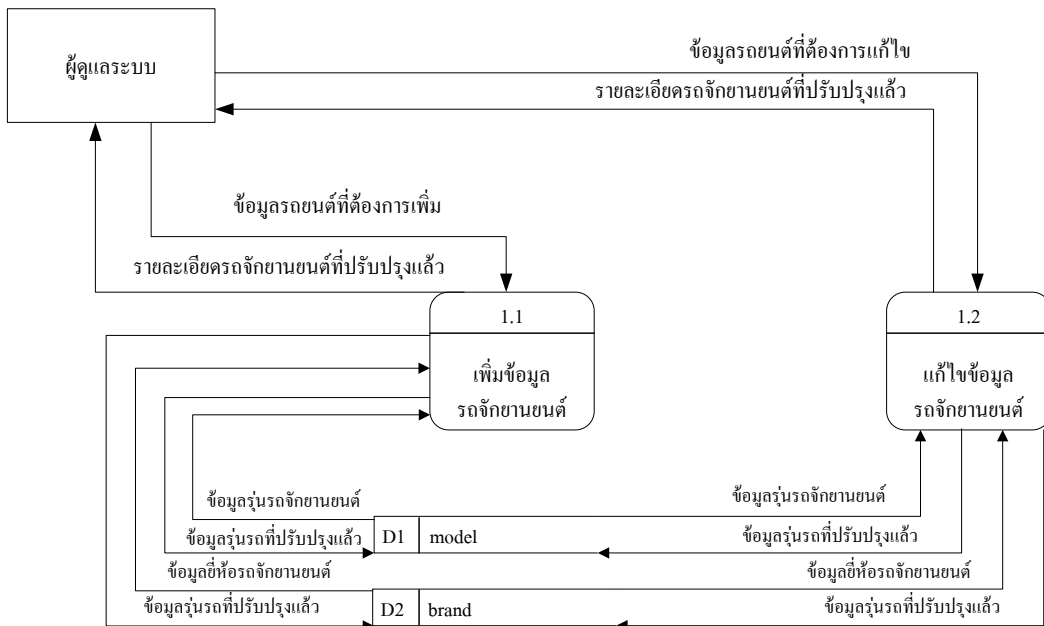 ผู้ดูแลระบบ
ข้อมูลรถยนต์ที่ต้องการแก้ไข
รายละเอียดรถจักยานยนต์ที่ปรับปรุงแล้ว
ข้อมูลรถยนต์ที่ต้องการเพิ่ม
รายละเอียดรถจักยานยนต์ที่ปรับปรุงแล้ว
1.1
เพิ่มข้อมูล
รถจักยานยนต์
1.2
แก้ไขข้อมูล
รถจักยานยนต์
ข้อมูลรุ่นรถจักยานยนต์
ข้อมูลรุ่นรถจักยานยนต์
ข้อมูลรุ่นรถที่ปรับปรุงแล้ว
D1 model
ข้อมูลรุ่นรถที่ปรับปรุงแล้ว
ข้อมูลยี่ห้อรถจักยานยนต์
ข้อมูลยี่ห้อรถจักยานยนต์
ข้อมูลรุ่นรถที่ปรับปรุงแล้ว
D2 brand
ข้อมูลรุ่นรถที่ปรับปรุงแล้ว